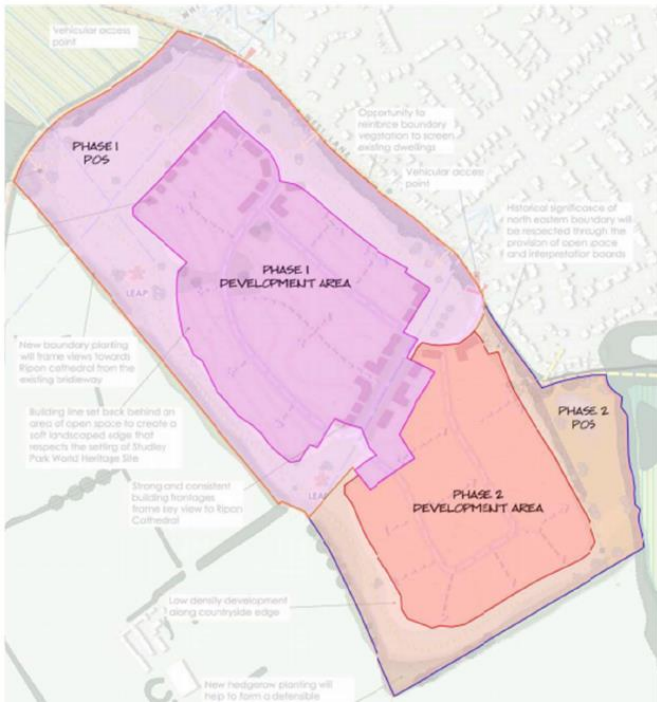 Vehicular access
point
PHASE 1
POS
Opportunity to
reinforce boundary
vegetation to screen
existing dwellings
Vehicular access
point
Historical significance of
north eastern boundary will
be respected through the
provision of open space
and interpretation boards
PHASE 1
DEVELOPMENT AREA
LEAP
New boundary planting
will frame views towards
Ripon cathedral from the
existing bridleway
Building line set back behind an
area of open space to create a
soft landscaped edge that
respects the setting of Studley
Park World Heritage Site
PHASE 2
POS
Strong and consistent
building frontages
frame key view to Ripon
Cathedral
LEAP
PHASE 2
DEVELOPMENT AREA
Low density development
along countryside edge
New hedgerow planting will
help to form a defensible